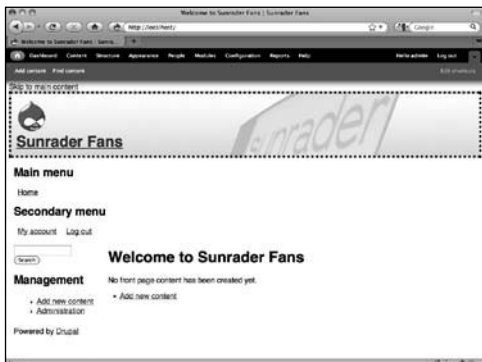 Welcome to Sunrader Fans | Sunrader Fans
Google
Welcome to Sunrader Fans | Sunra...
Dashboard Content Structure Appearance People Modules Configuration Reports Help Hello admin Log out
Add content Find content Edit shortcuts
Skip to main content
sunrader
Sunrader Fans
Main menu
Home
Secondary menu
My account Log out
Search
Welcome to Sunrader Fans
No front page content has been created yet.
Add new content
Management
Add new content
Administration
Powered by Drupal